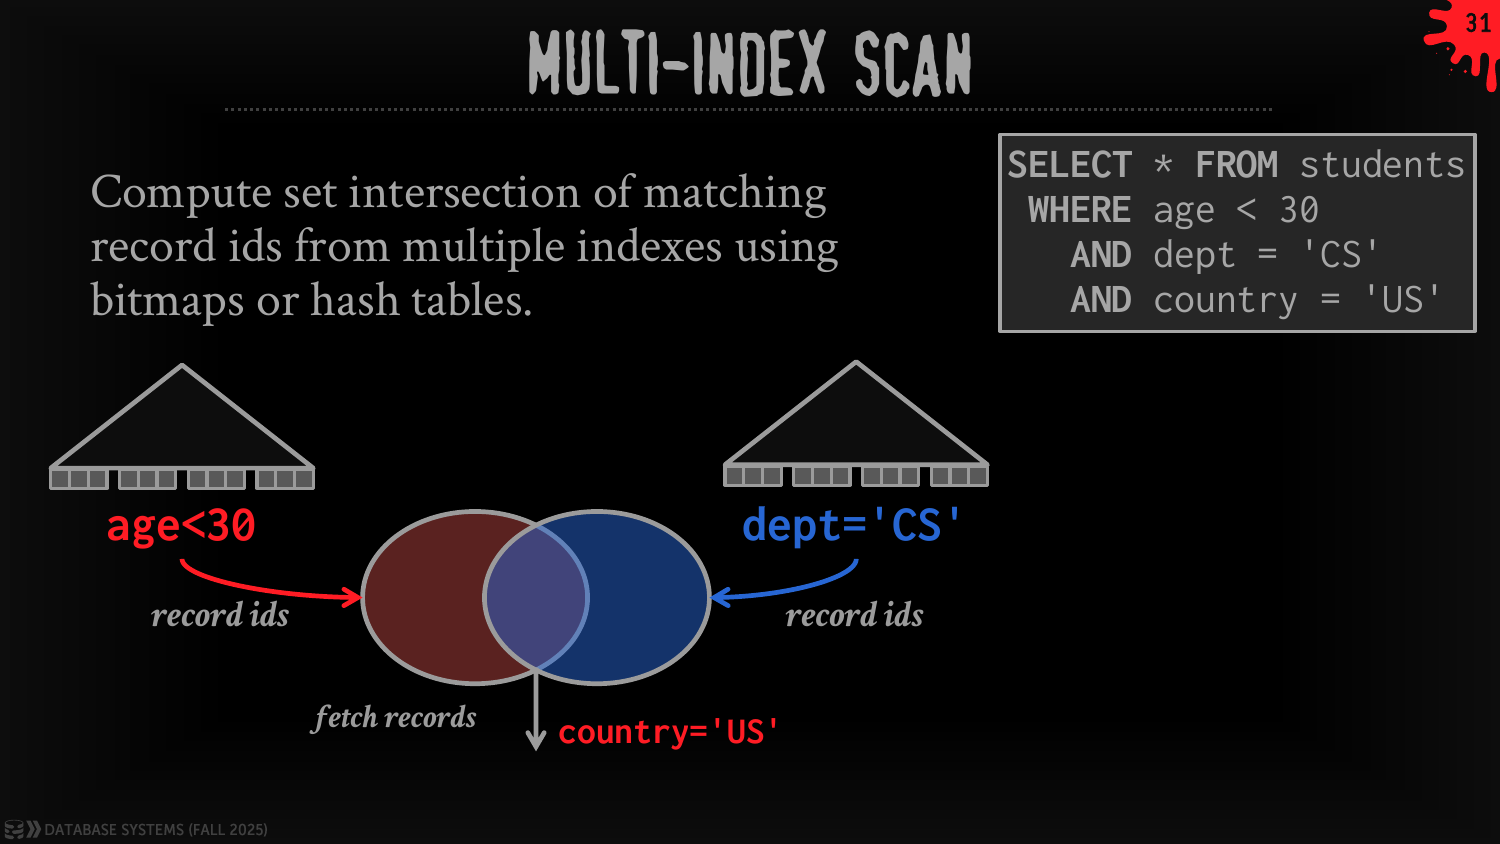 31
MULTI-INDEX SCAN
Compute set intersection of matching
record ids from multiple indexes using
bitmaps or hash tables.
SELECT * FROM students
WHERE age < 30
AND dept = 'CS'
AND country = 'US'
age<30
dept='CS'
record ids
record ids
fetch records
country='US'
DATABASE SYSTEMS (FALL 2025)